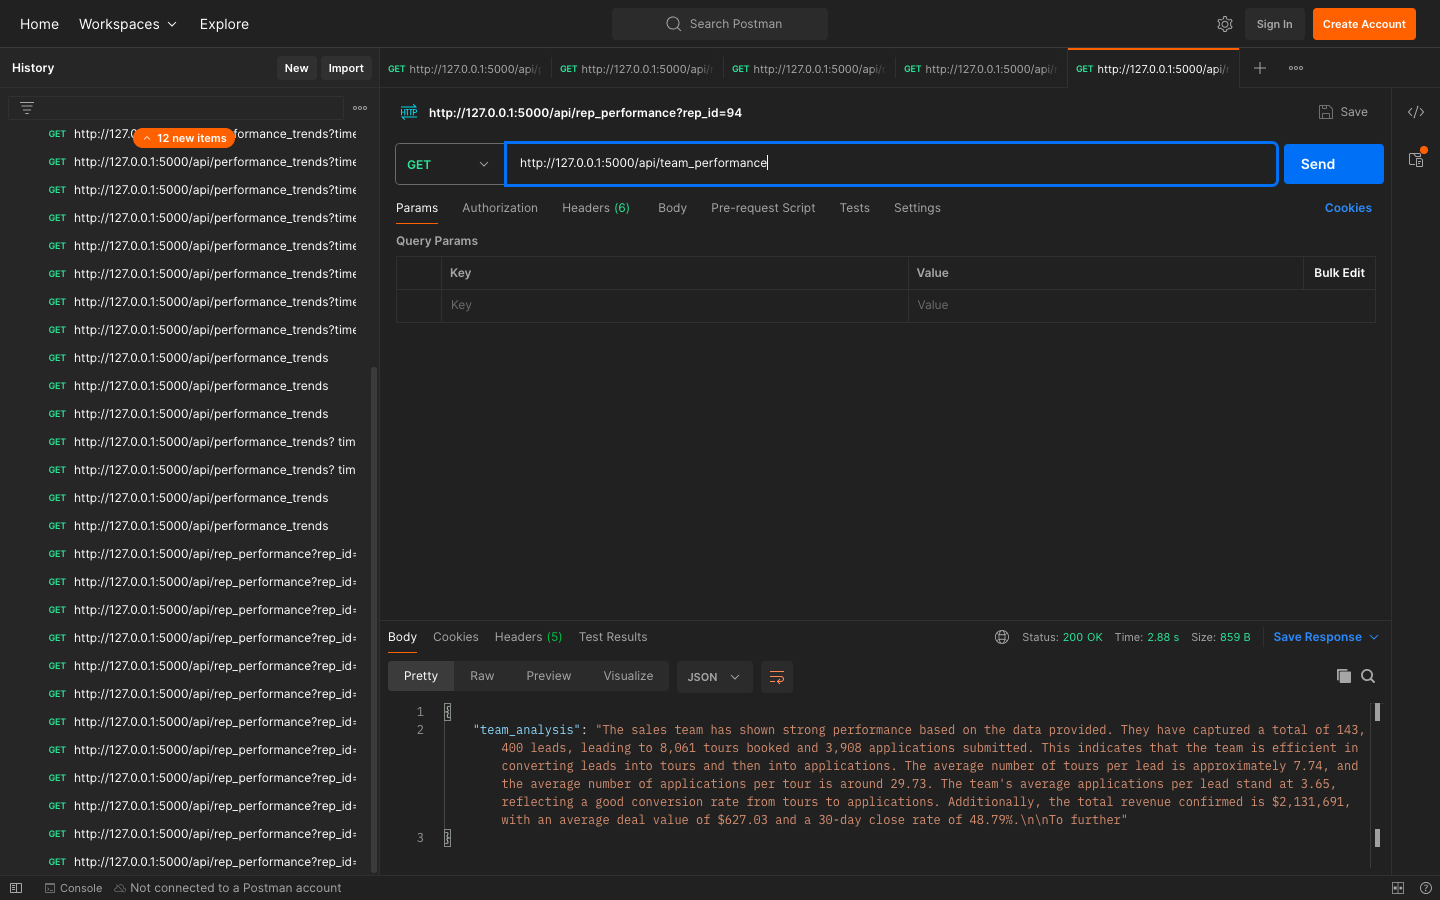 Home Workspaces Explore Search Postman Sign In Create Account
History New Import
GET http://127.0.0.1:5000/api/
GET http://127.0.0.1:5000/api/
GET http://127.0.0.1:5000/api/
GET http://127.0.0.1:5000/api/
GET http://127.0.0.1:5000/api/
12 new items
GET http://127.0 rformance_trends?time
GET http://127.0.0.1:5000/api/performance_trends?time
GET http://127.0.0.1:5000/api/performance_trends?time
GET http://127.0.0.1:5000/api/performance_trends?time
GET http://127.0.0.1:5000/api/performance_trends?time
GET http://127.0.0.1:5000/api/performance_trends?time
GET http://127.0.0.1:5000/api/performance_trends?time
GET http://127.0.0.1:5000/api/performance_trends?time
GET http://127.0.0.1:5000/api/performance_trends
GET http://127.0.0.1:5000/api/performance_trends
GET http://127.0.0.1:5000/api/performance_trends
GET http://127.0.0.1:5000/api/performance_trends? tim
GET http://127.0.0.1:5000/api/performance_trends? tim
GET http://127.0.0.1:5000/api/performance_trends
GET http://127.0.0.1:5000/api/performance_trends
GET http://127.0.0.1:5000/api/rep_performance?rep_id=
GET http://127.0.0.1:5000/api/rep_performance?rep_id=
GET http://127.0.0.1:5000/api/rep_performance?rep_id=
GET http://127.0.0.1:5000/api/rep_performance?rep_id=
GET http://127.0.0.1:5000/api/rep_performance?rep_id=
GET http://127.0.0.1:5000/api/rep_performance?rep_id=
GET http://127.0.0.1:5000/api/rep_performance?rep_id=
GET http://127.0.0.1:5000/api/rep_performance?rep_id=
GET http://127.0.0.1:5000/api/rep_performance?rep_id=
GET http://127.0.0.1:5000/api/rep_performance?rep_id=
GET http://127.0.0.1:5000/api/rep_performance?rep_id=
GET http://127.0.0.1:5000/api/rep_performance?rep_id=
HTTP http://127.0.0.1:5000/api/rep_performance?rep_id=94 Save
GET http://127.0.0.1:5000/api/team_performance Send
Params Authorization Headers (6) Body Pre-request Script Tests Settings Cookies
Query Params
Key Value Bulk Edit
Key Value
Body Cookies Headers (5) Test Results Status: 200 OK Time: 2.88 s Size: 859 B Save Response
Pretty Raw Preview Visualize JSON
1 {
2 "team_analysis": "The sales team has shown strong performance based on the data provided. They have captured a total of 143,
400 leads, leading to 8,061 tours booked and 3,908 applications submitted. This indicates that the team is efficient in
converting leads into tours and then into applications. The average number of tours per lead is approximately 7.74, and
the average number of applications per tour is around 29.73. The team's average applications per lead stand at 3.65,
reflecting a good conversion rate from tours to applications. Additionally, the total revenue confirmed is $2,131,691,
with an average deal value of $627.03 and a 30-day close rate of 48.79%.\n\nTo further"
3 }
Console Not connected to a Postman account